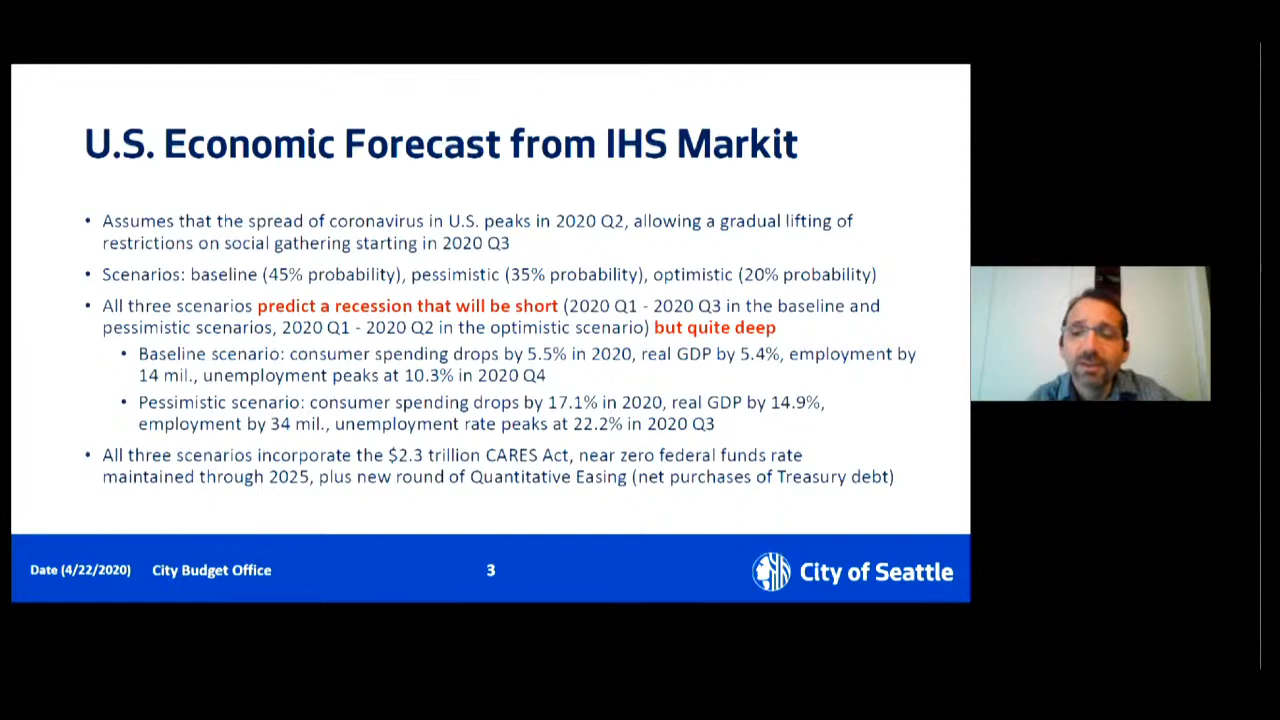 U.S. Economic Forecast from IHS Markit
• Assumes that the spread of coronavirus in U.S. peaks in 2020 Q2, allowing a gradual lifting of
restrictions on social gathering starting in 2020 Q3
• Scenarios: baseline (45% probability), pessimistic (35% probability), optimistic (20% probability)
• All three scenarios predict a recession that will be short (2020 Q1 - 2020 Q3 in the baseline and
pessimistic scenarios, 2020 Q1 - 2020 Q2 in the optimistic scenario) but quite deep
• Baseline scenario: consumer spending drops by 5.5% in 2020, real GDP by 5.4%, employment by
14 mil., unemployment peaks at 10.3% in 2020 Q4
• Pessimistic scenario: consumer spending drops by 17.1% in 2020, real GDP by 14.9%,
employment by 34 mil., unemployment rate peaks at 22.2% in 2020 Q3
• All three scenarios incorporate the $2.3 trillion CARES Act, near zero federal funds rate
maintained through 2025, plus new round of Quantitative Easing (net purchases of Treasury debt)
Date (4/22/2020) City Budget Office 3 City of Seattle